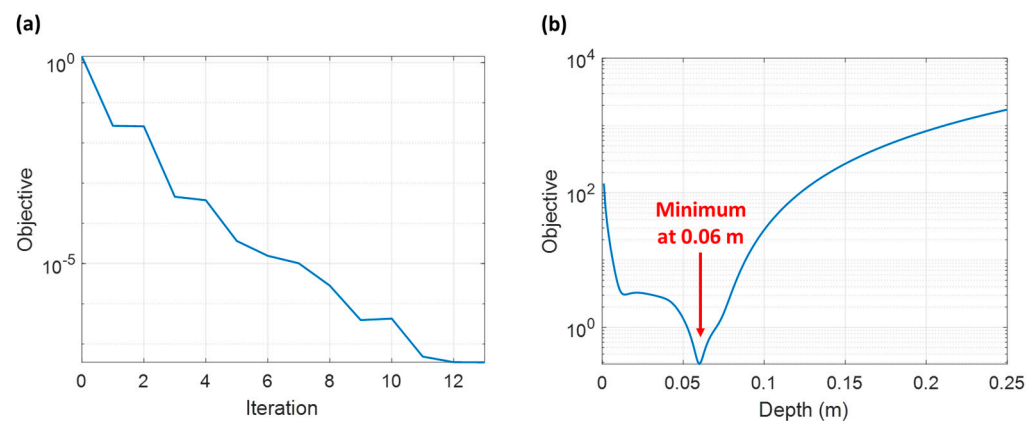 (a)
10^0
10^-5
Objective
0 2 4 6 8 10 12
Iteration
(b)
10^4
10^2
10^0
Objective
Minimum
at 0.06 m
0 0.05 0.1 0.15 0.2 0.25
Depth (m)